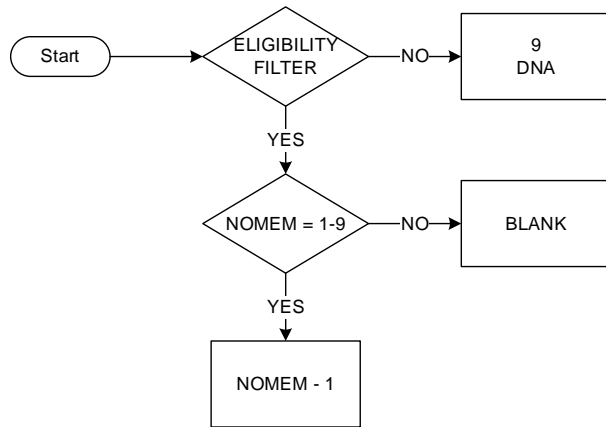 Start
ELIGIBILITY
FILTER
NO
9
DNA
YES
NOMEM = 1-9
NO
BLANK
YES
NOMEM - 1